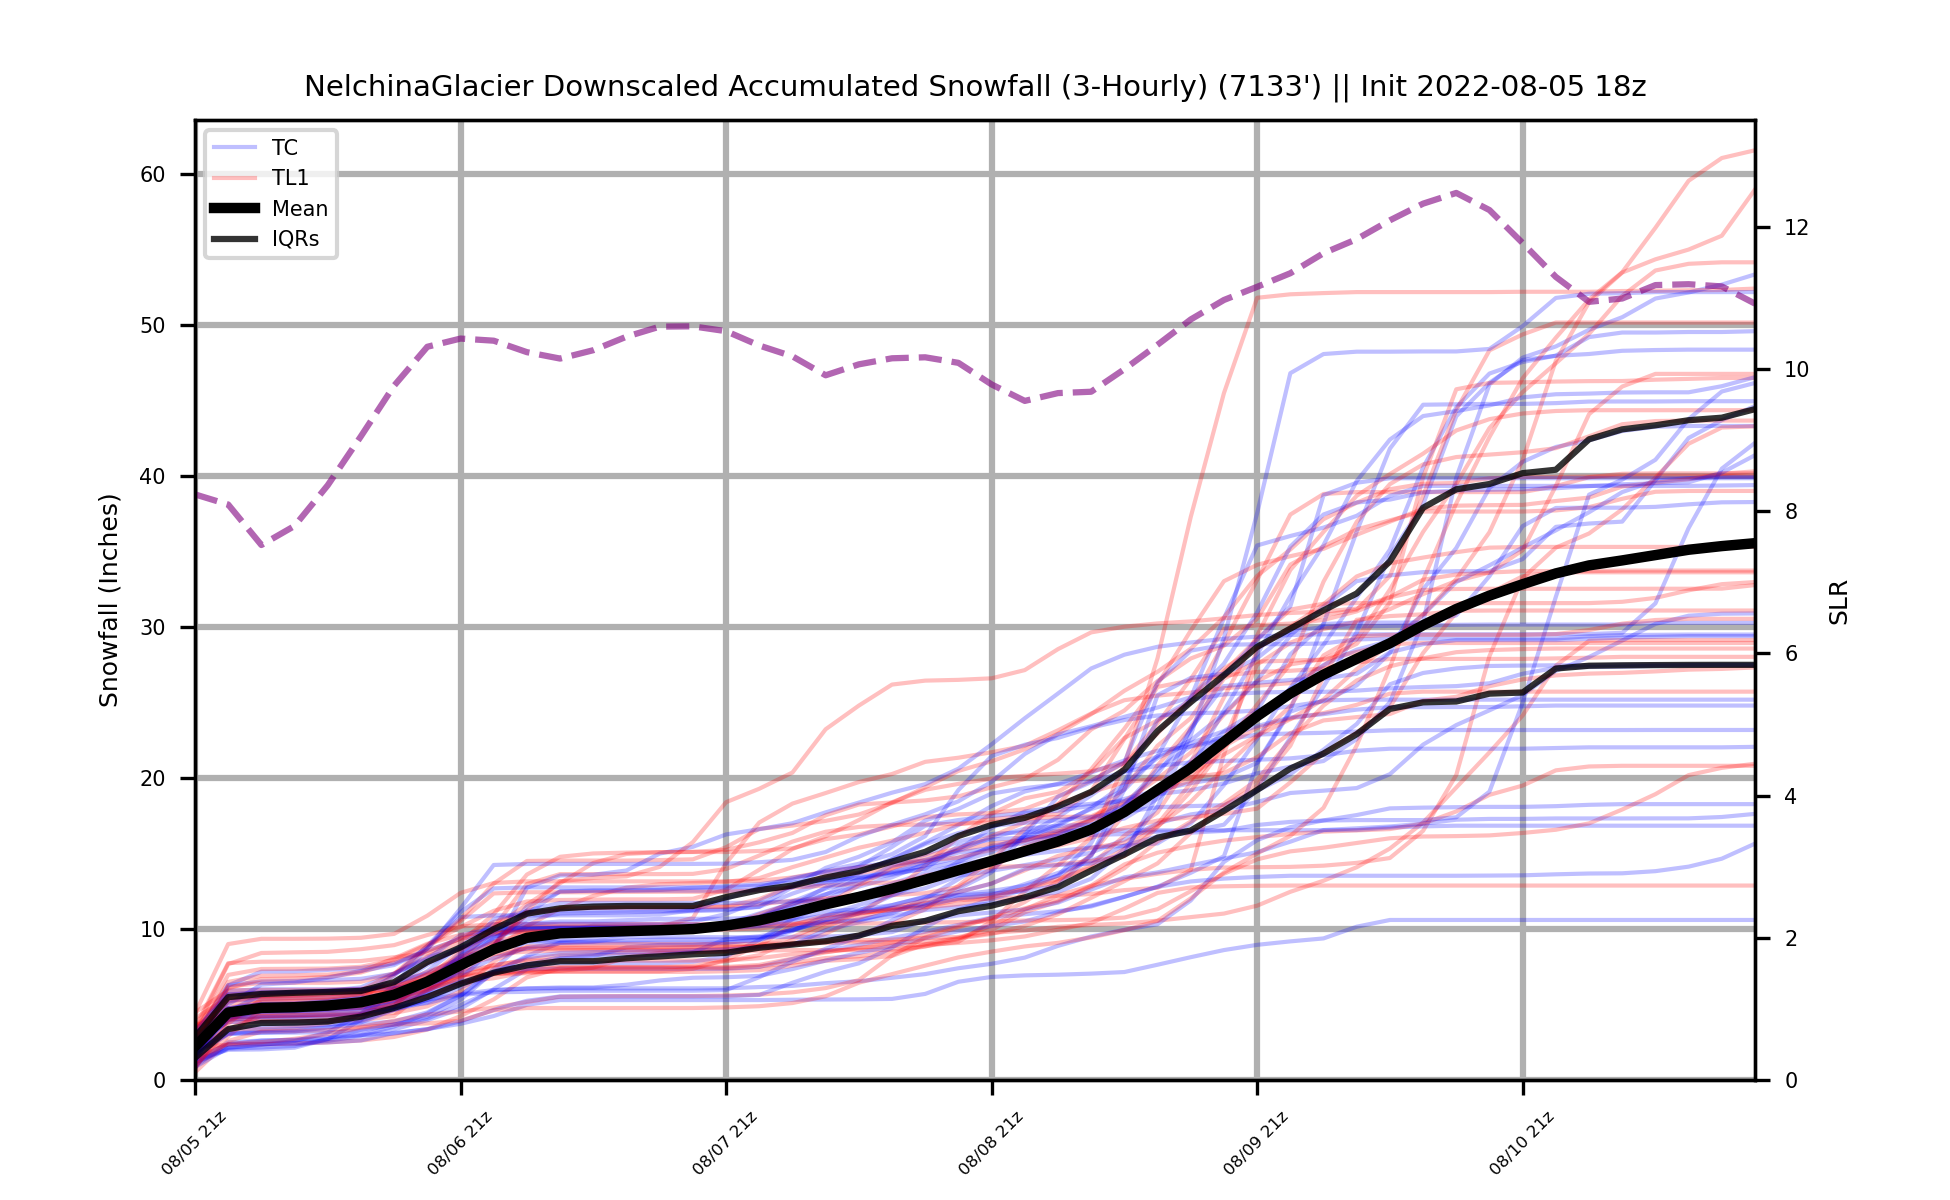 NelchinaGlacier Downscaled Accumulated Snowfall (3-Hourly) (7133') || Init 2022-08-05 18z
TC
TL1
Mean
IQRs
Snowfall (Inches)
60
50
40
30
20
10
0
SLR
12
10
8
6
4
2
0
08/05 21z
08/06 21z
08/07 21z
08/08 21z
08/09 21z
08/10 21z